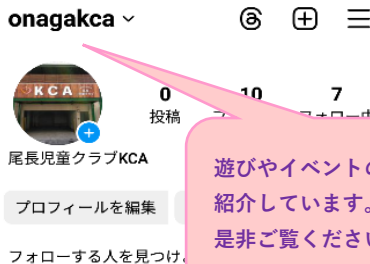 onagakca
KCA
0 10 7
投稿
尾長児童クラブKCA
プロフィールを編集
フォローする人を見つけ
遊びやイベントの
紹介しています。
是非ご覧ください